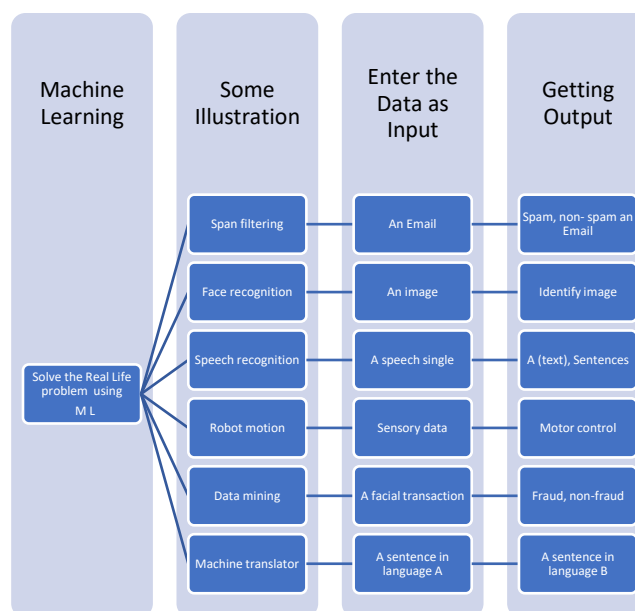 Machine
Learning
Some
Illustration
Enter the
Data as
Input
Getting
Output
Solve the Real Life
problem using
M L
Span filtering
An Email
Spam, non- spam an
Email
Face recognition
An image
Identify image
Speech recognition
A speech single
A (text), Sentences
Robot motion
Sensory data
Motor control
Data mining
A facial transaction
Fraud, non-fraud
Machine translator
A sentence in
language A
A sentence in
language B